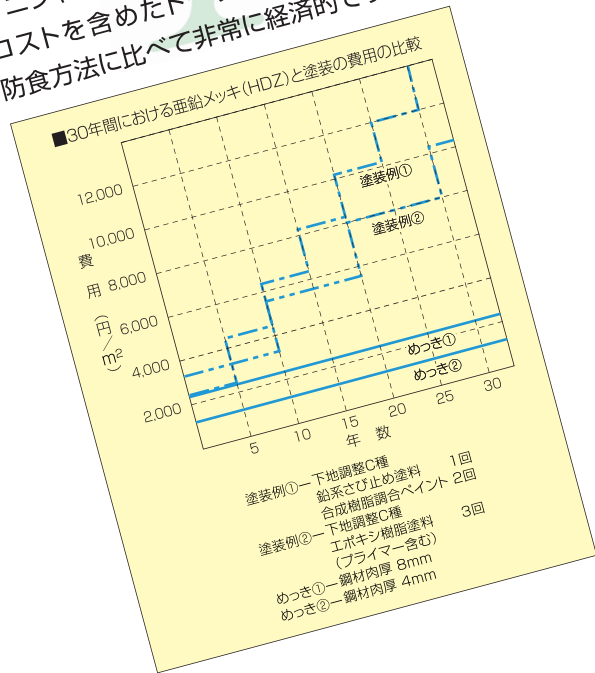 コストを含めたト
防食方法に比べて非常に経済的です
■30年間における亜鉛メッキ(HDZ)と塗装の費用の比較
12,000
10,000
8,000
6,000
4,000
2,000
費用(円/m²)
塗装例①
塗装例②
めっき①
めっき②
5 10 15 20 25 30
年 数
塗装例①ー下地調整C種
鉛系さび止め塗料 1回
合成樹脂調合ペイント 2回
塗装例②ー下地調整C種
エポキシ樹脂塗料 3回
(プライマー含む)
めっき①ー鋼材肉厚 8mm
めっき②ー鋼材肉厚 4mm